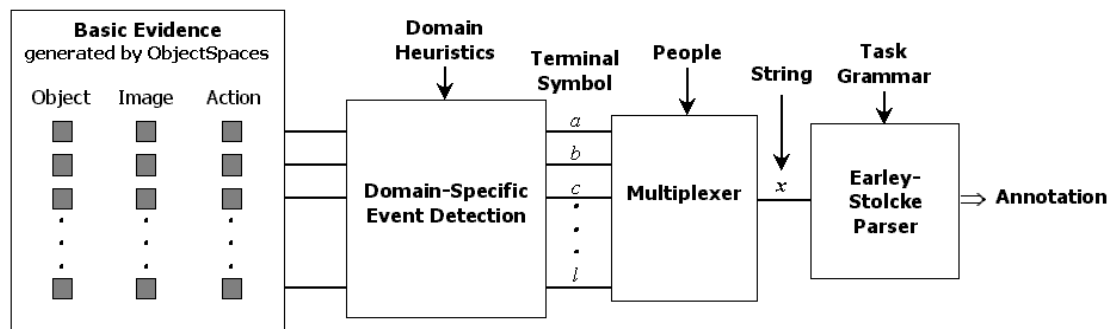 Basic Evidence
generated by ObjectSpaces
Object Image Action
Domain
Heuristics
Domain-Specific
Event Detection
Terminal
Symbol
a
b
c
l
People
Multiplexer
String
x
Task
Grammar
Earley-
Stolcke
Parser
Annotation